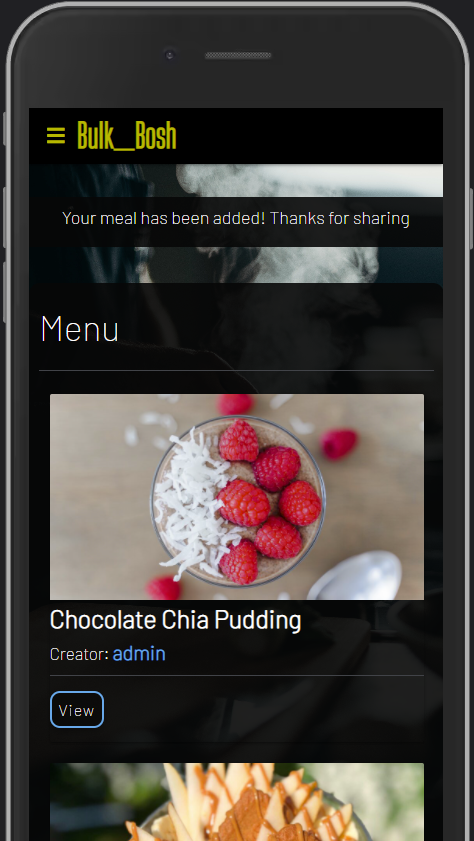 Bulk_Bosh
Your meal has been added! Thanks for sharing
Menu
Chocolate Chia Pudding
Creator: admin
View